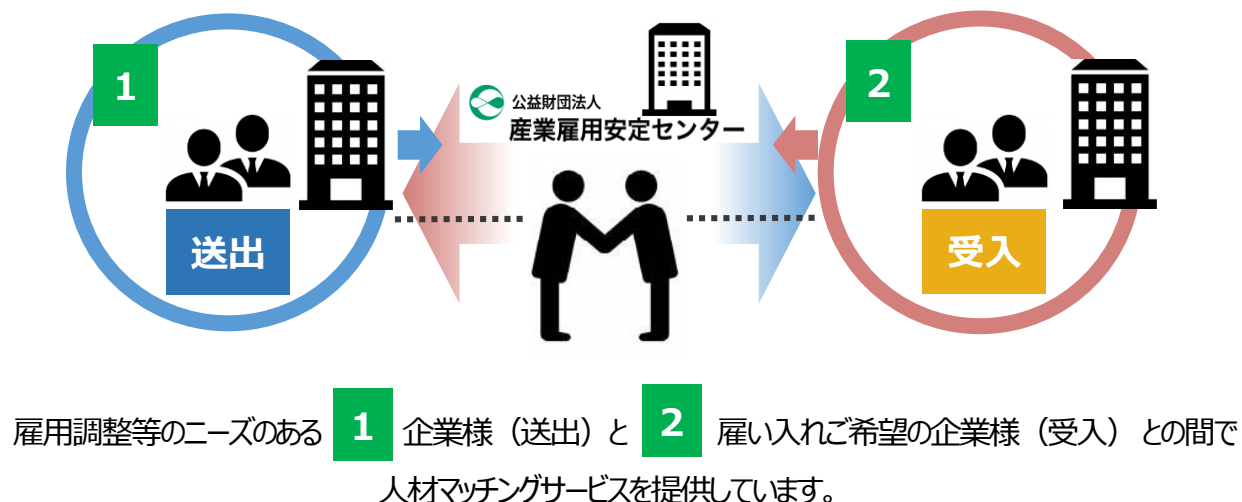 1
2
公益財団法人
産業雇用安定センター
送出
受入
雇用調整等のニーズのある 1 企業様（送出）と 2 雇い入れご希望の企業様（受入）との間で
人材マッチングサービスを提供しています。